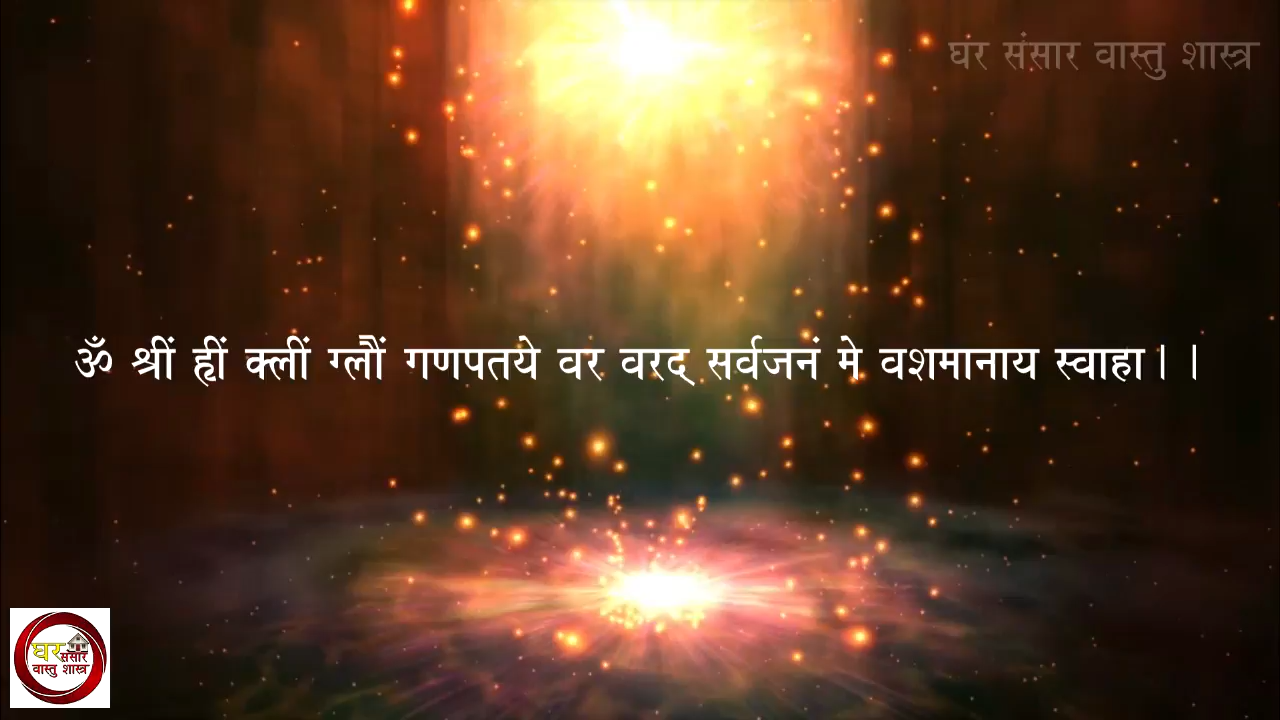 घर संसार वास्तु शास्त्र
ॐ श्रीं ह्रीं क्लीं ग्लौं गणपतये वर वरद् सर्वजनं मे वशमानाय स्वाहा।।
घर
संसार
वास्तु शास्त्र